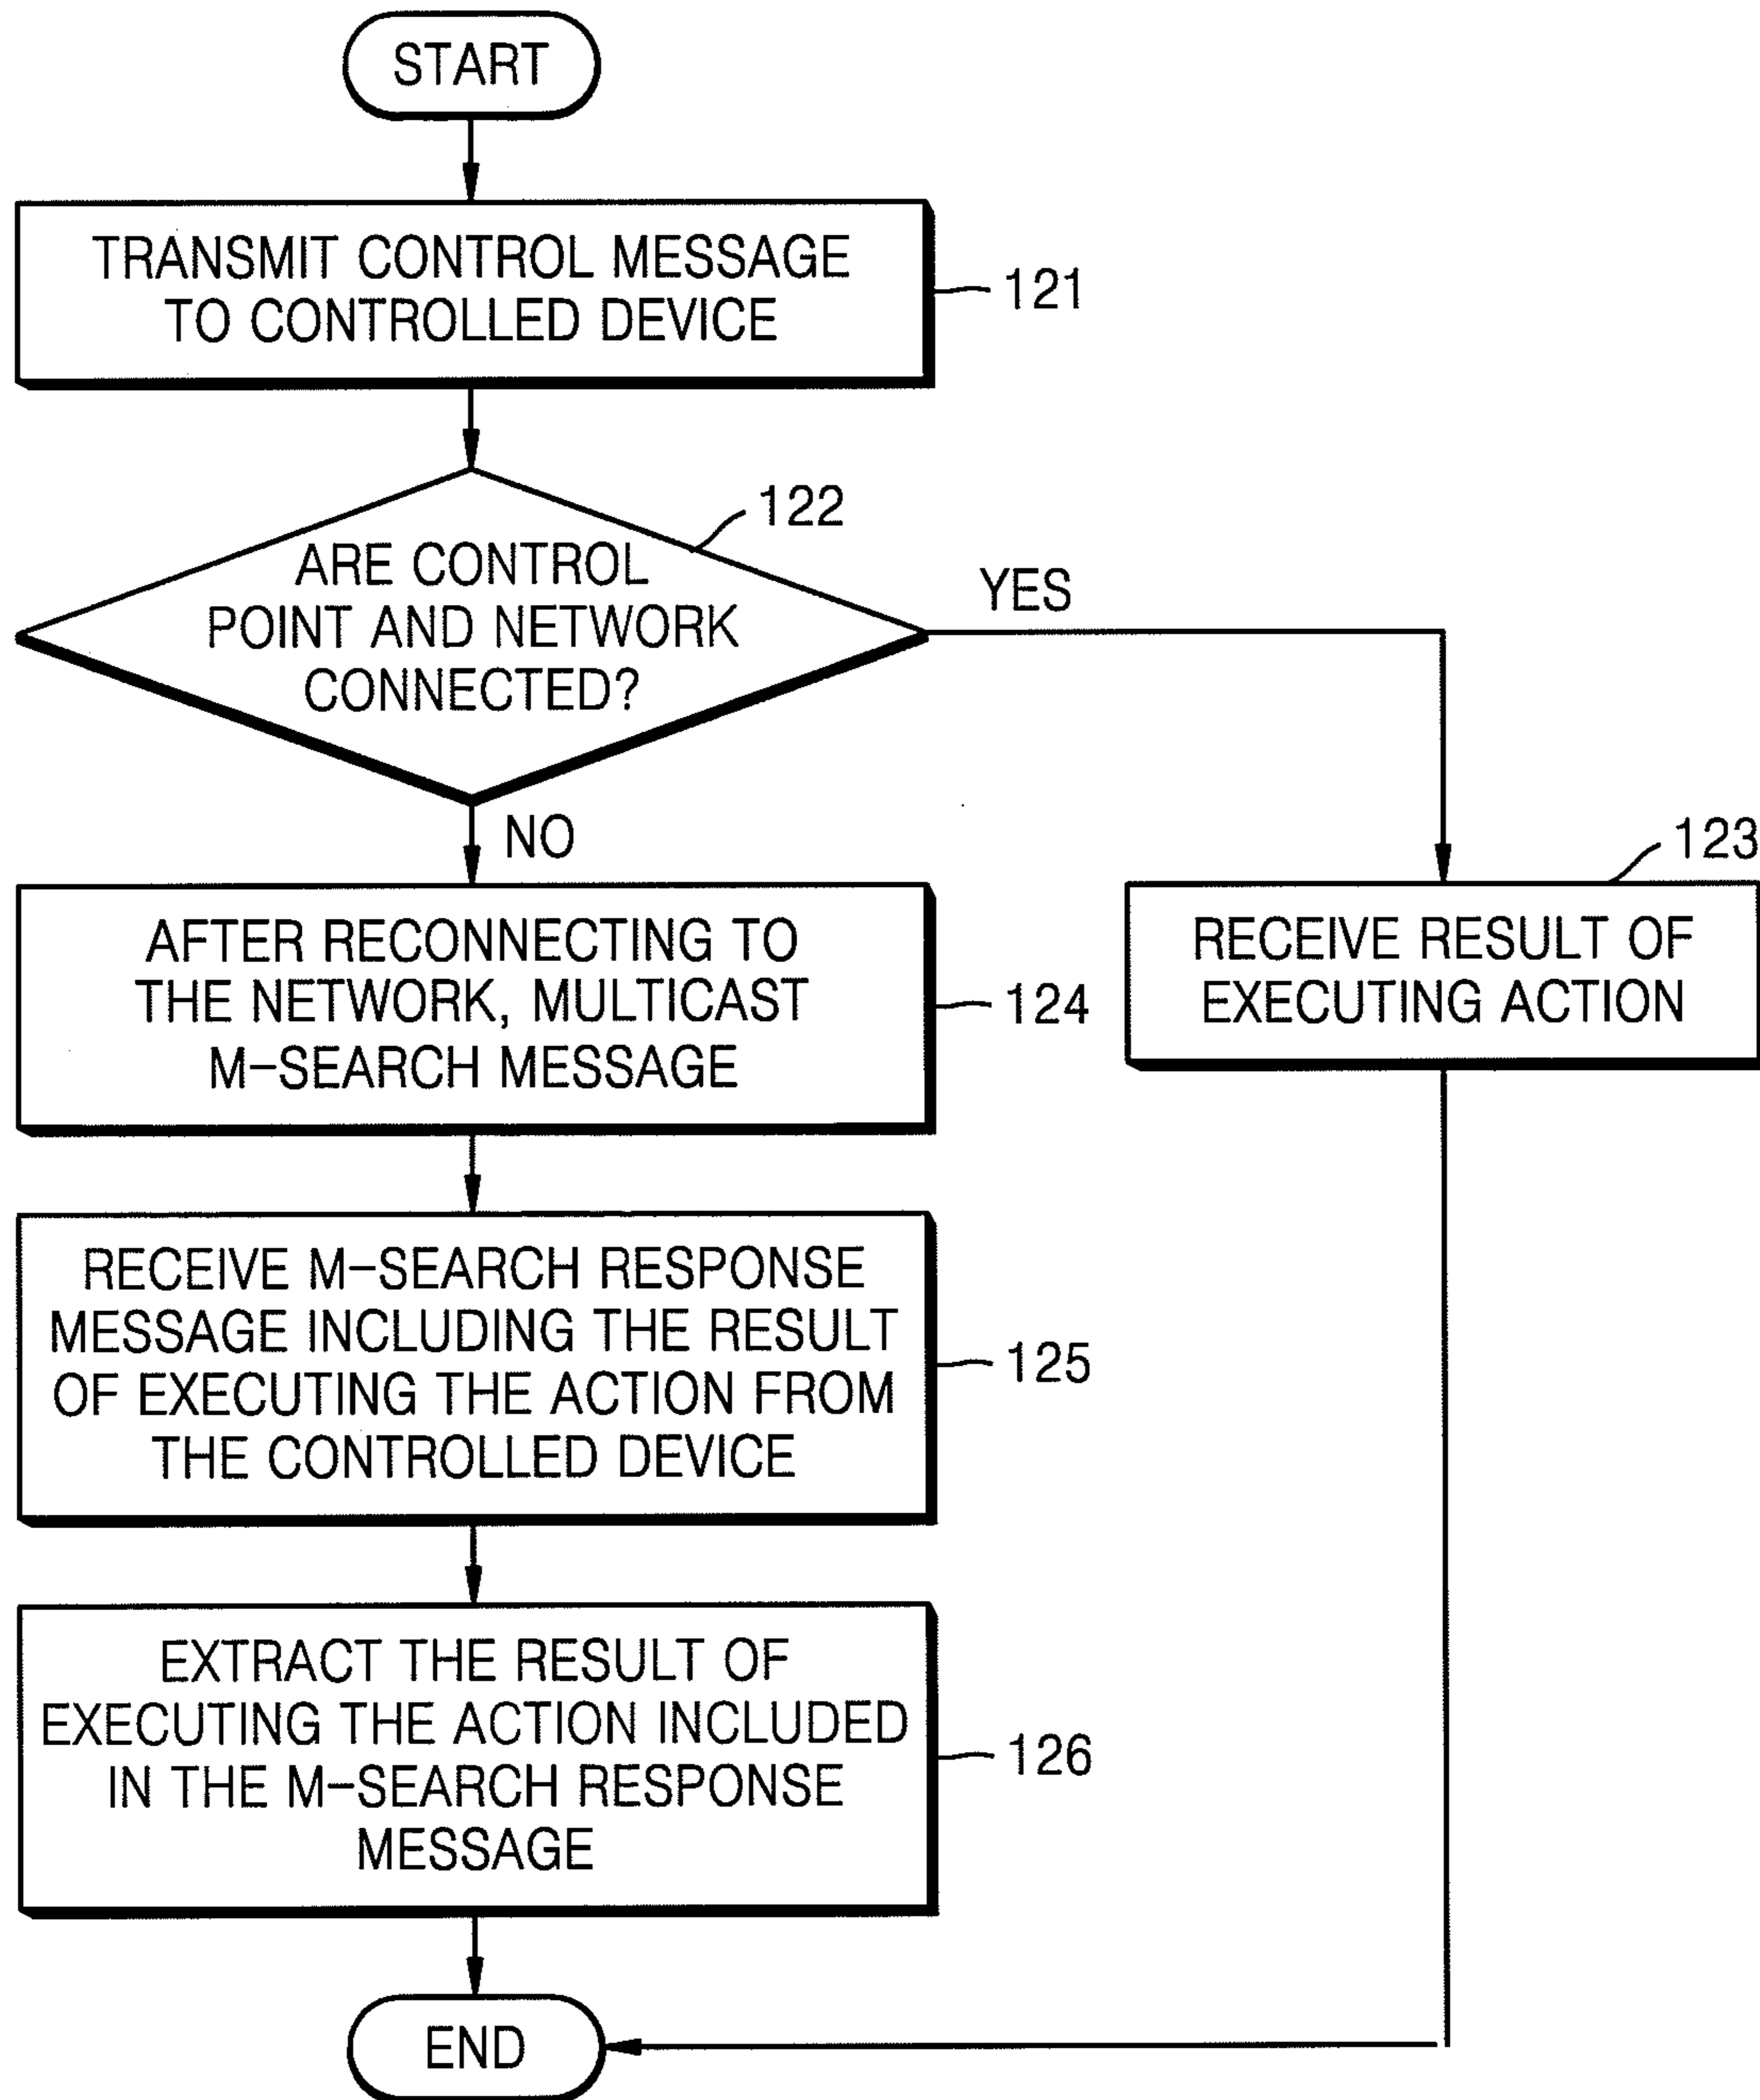 START
TRANSMIT CONTROL MESSAGE
TO CONTROLLED DEVICE
121
122
ARE CONTROL
POINT AND NETWORK
CONNECTED?
YES
NO
123
RECEIVE RESULT OF
EXECUTING ACTION
AFTER RECONNECTING TO
THE NETWORK, MULTICAST
M-SEARCH MESSAGE
124
RECEIVE M-SEARCH RESPONSE
MESSAGE INCLUDING THE RESULT
OF EXECUTING THE ACTION FROM
THE CONTROLLED DEVICE
125
EXTRACT THE RESULT OF
EXECUTING THE ACTION INCLUDED
IN THE M-SEARCH RESPONSE
MESSAGE
126
END